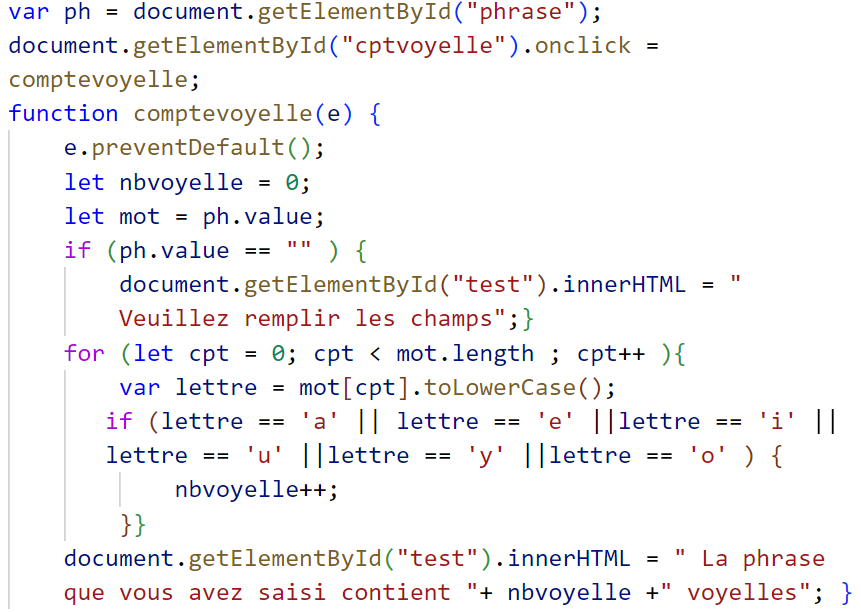 var ph = document.getElementById("phrase");
document.getElementById("cptvoyelle").onclick =
comptevoyelle;
function comptevoyelle(e) {
e.preventDefault();
let nbvoyelle = 0;
let mot = ph.value;
if (ph.value == "" ) {
document.getElementById("test").innerHTML = "
Veuillez remplir les champs";}
for (let cpt = 0; cpt < mot.length ; cpt++ ){
var lettre = mot[cpt].toLowerCase();
if (lettre == 'a' || lettre == 'e' ||lettre == 'i' ||
lettre == 'u' ||lettre == 'y' ||lettre == 'o' ) {
nbvoyelle++;
}}
document.getElementById("test").innerHTML = " La phrase
que vous avez saisi contient "+ nbvoyelle +" voyelles"; }